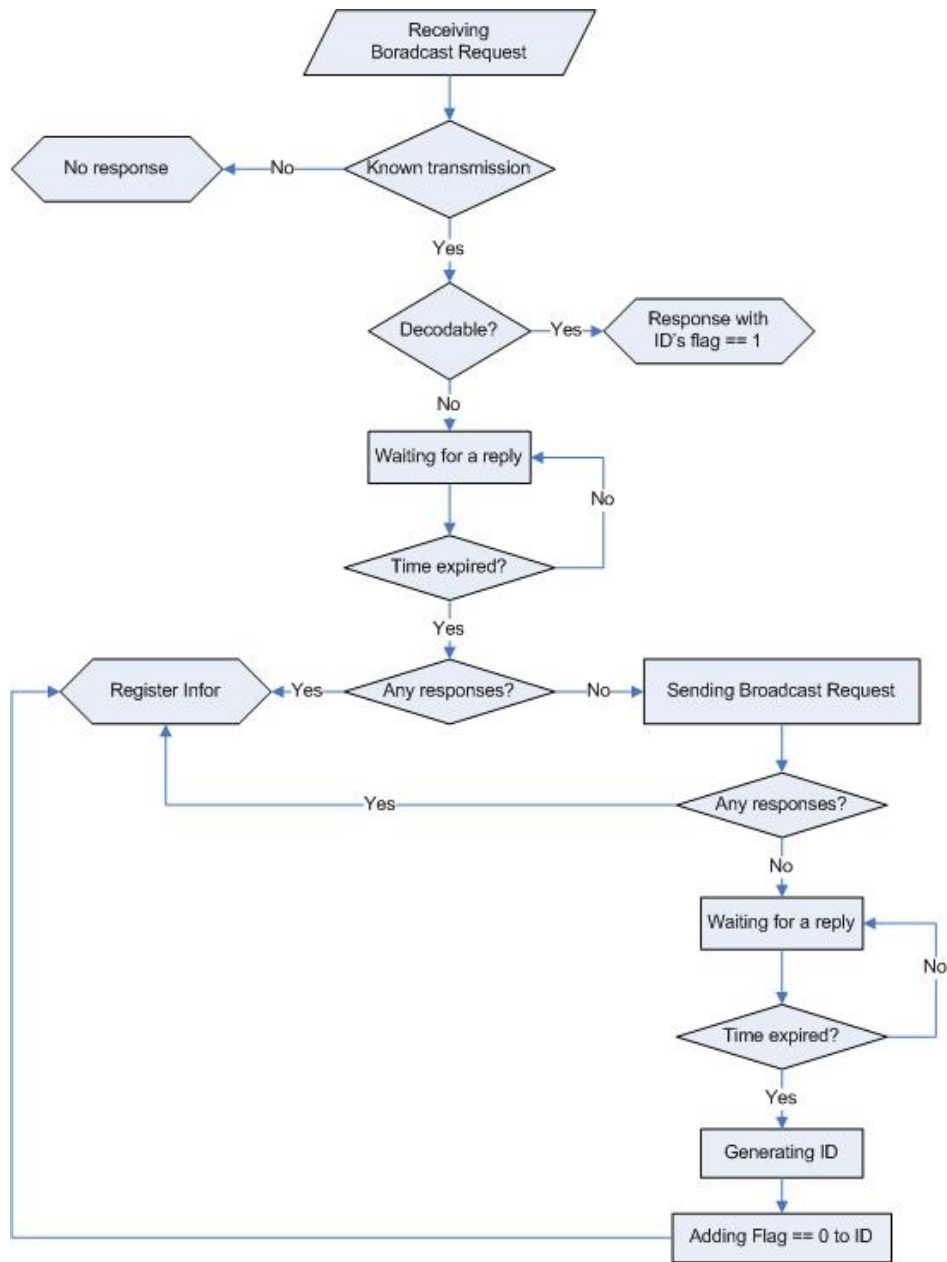 Receiving
Boradcast Request
No response
No
Known transmission
Yes
Decodable?
Yes
Response with
ID's flag == 1
No
Waiting for a reply
No
Time expired?
Yes
Register Infor
Yes
Any responses?
No
Sending Broadcast Request
Yes
Any responses?
No
Waiting for a reply
No
Time expired?
Yes
Generating ID
Adding Flag == 0 to ID